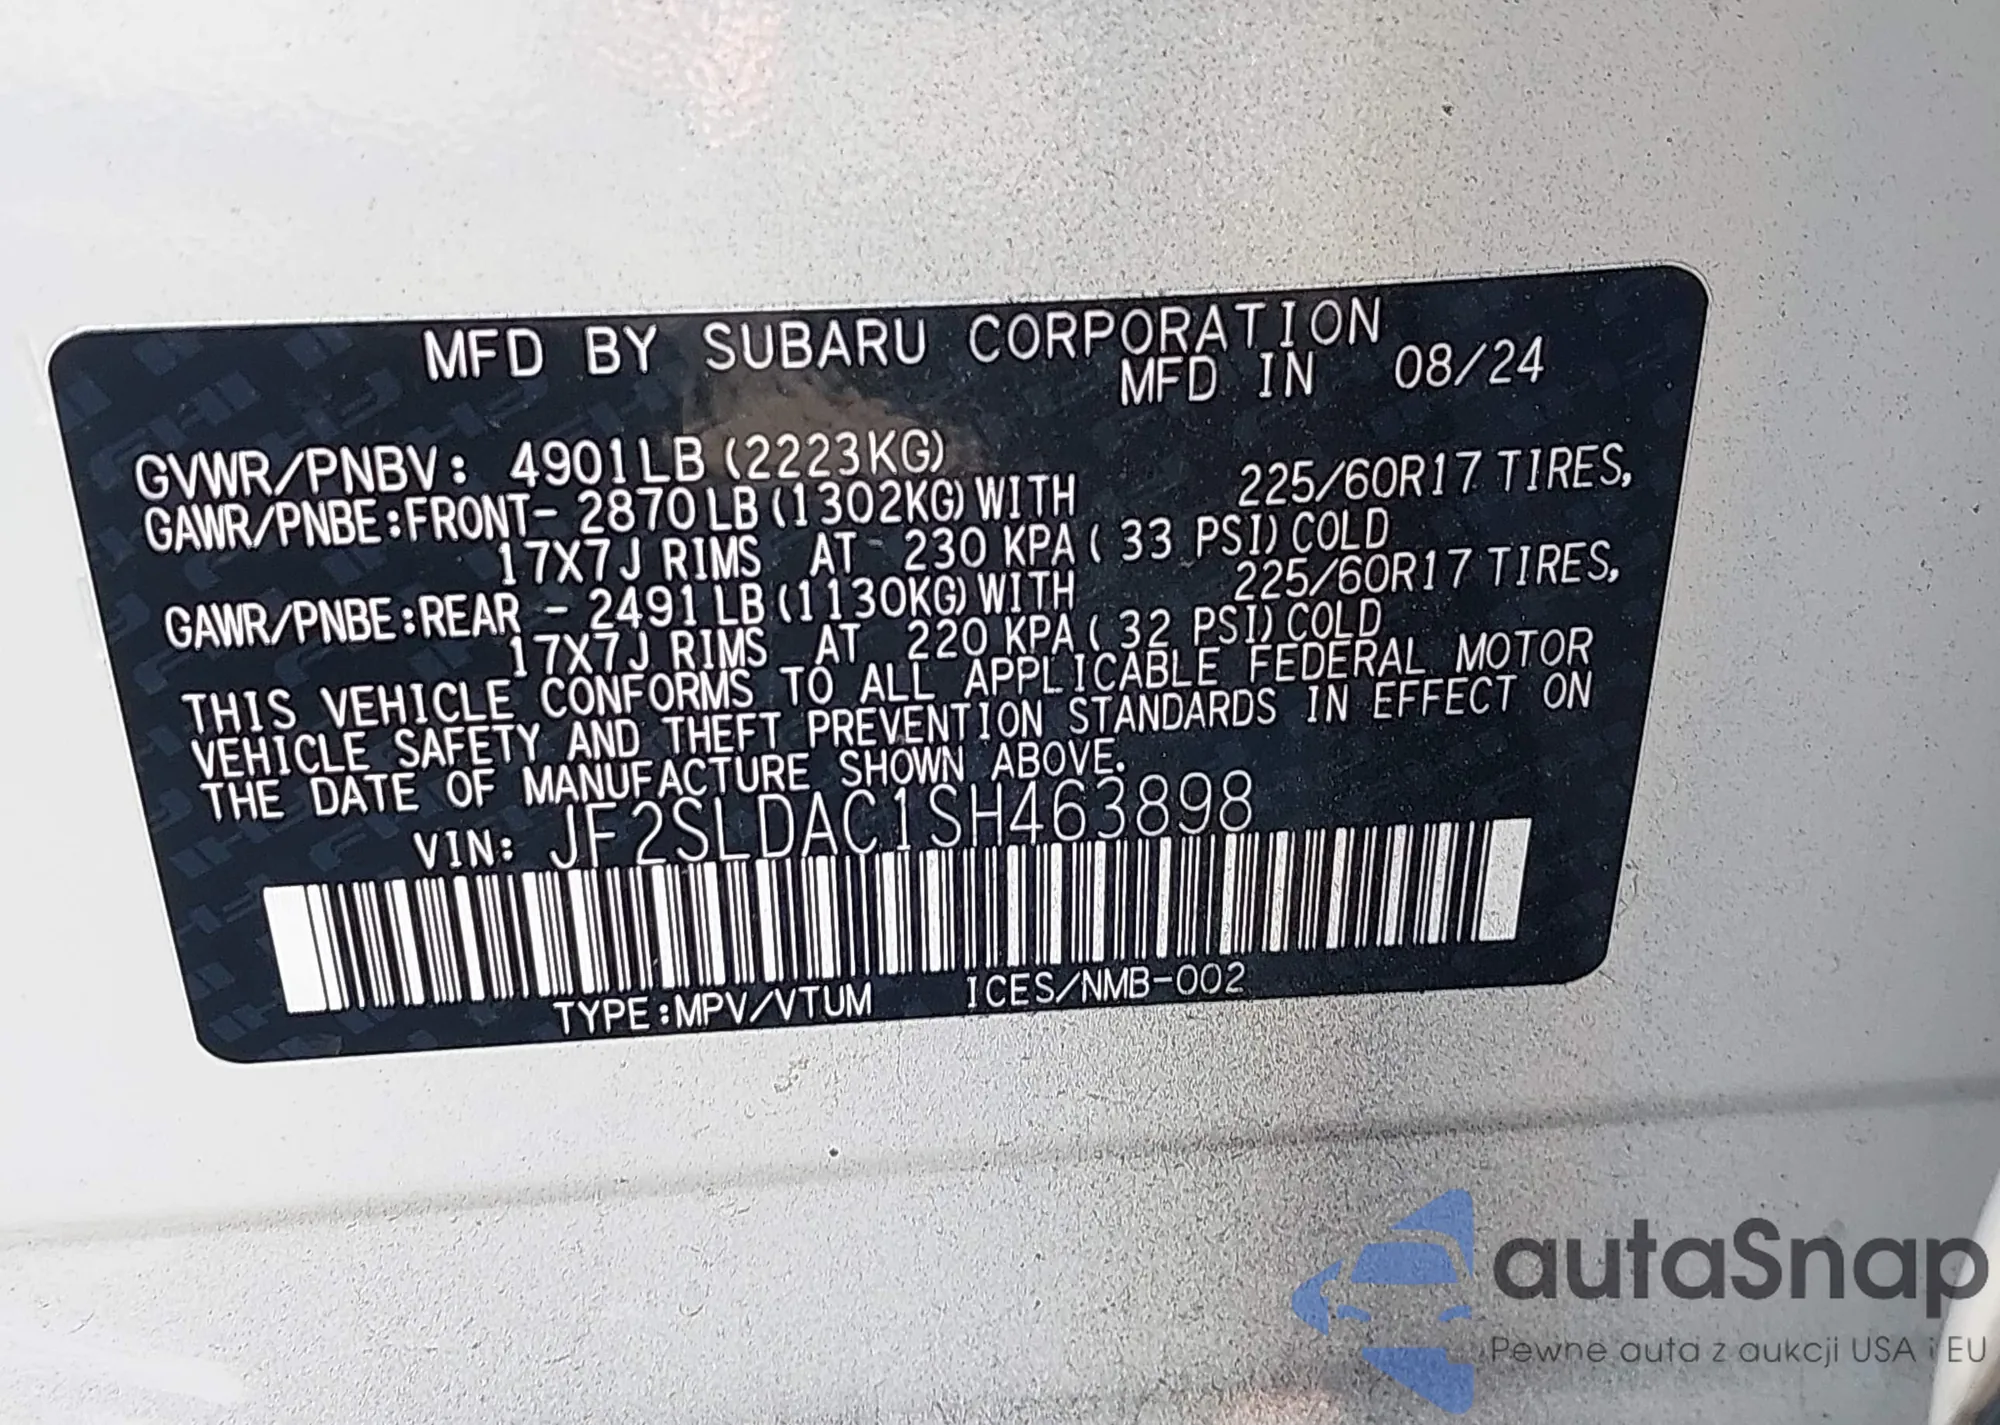 MFD BY SUBARU CORPORATION
MFD IN 08/24
GVWR/PNBV: 4901LB (2223KG)
GAWR/PNBE:FRONT- 2870LB (1302KG) WITH 225/60R17 TIRES,
17X7J RIMS AT 230 KPA ( 33 PSI) COLD
GAWR/PNBE:REAR - 2491LB (1130KG) WITH 225/60R17 TIRES,
17X7J RIMS AT 220 KPA ( 32 PSI) COLD
THIS VEHICLE CONFORMS TO ALL APPLICABLE FEDERAL MOTOR
VEHICLE SAFETY AND THEFT PREVENTION STANDARDS IN EFFECT ON
THE DATE OF MANUFACTURE SHOWN ABOVE.
VIN: JF2SLDAC1SH463898
TYPE:MPV/VTUM ICES/NMB-002
autaSnap
Pewne auta z aukcji USA i EU